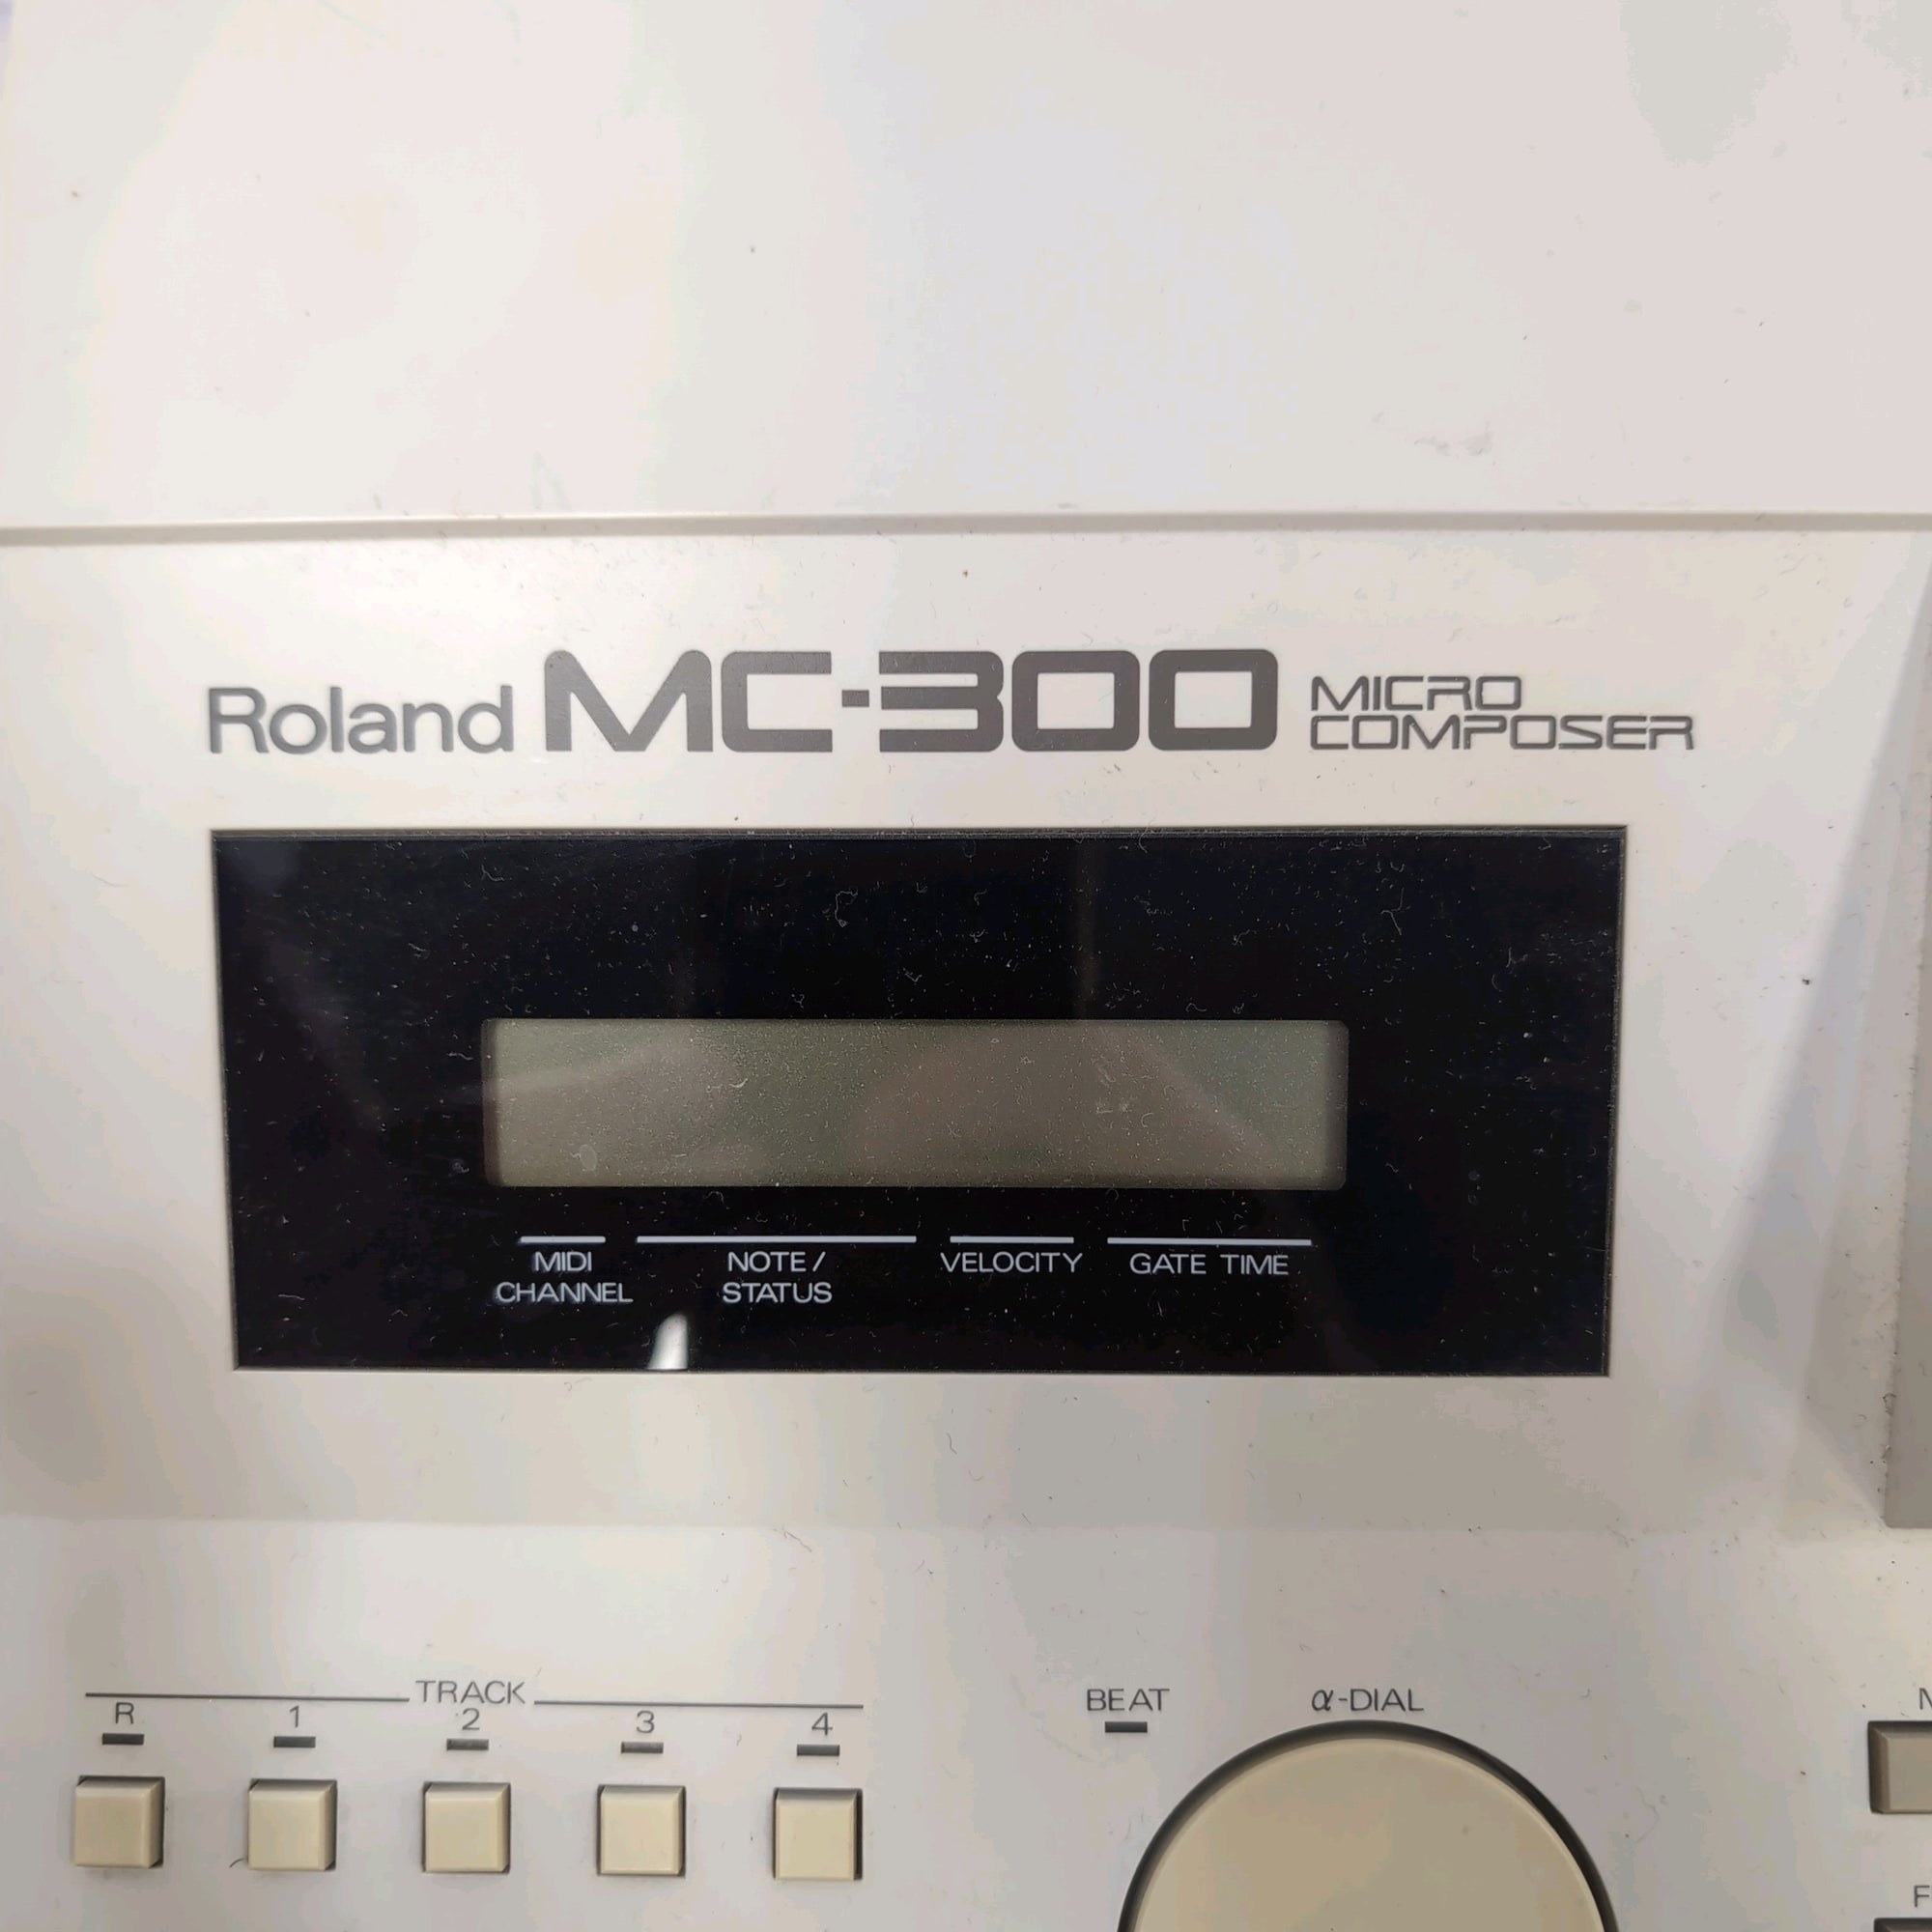 Roland MC-300 MICRO
COMPOSER
MIDI
CHANNEL
NOTE /
STATUS
VELOCITY
GATE TIME
TRACK
R 1 2 3 4
BEAT
α-DIAL